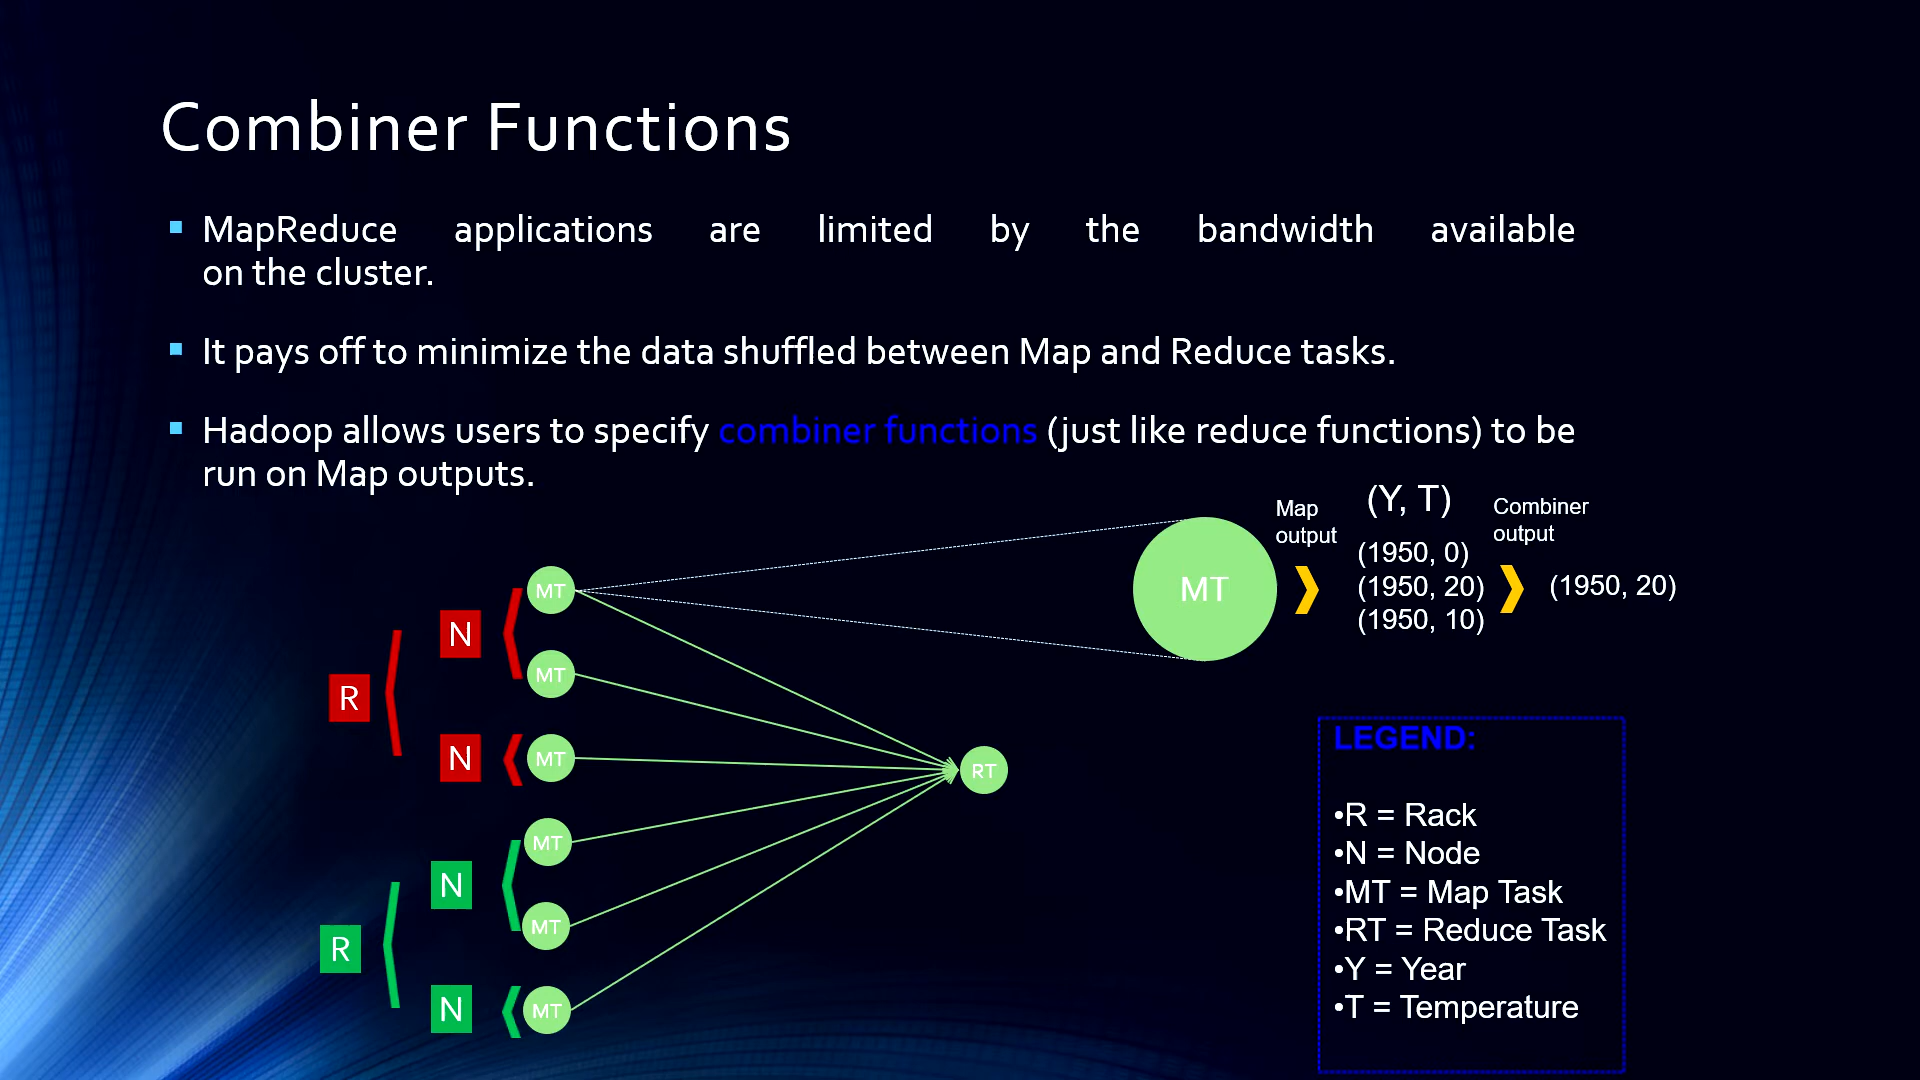 Combiner Functions
MapReduce applications are limited by the bandwidth available
on the cluster.
It pays off to minimize the data shuffled between Map and Reduce tasks.
Hadoop allows users to specify combiner functions (just like reduce functions) to be
run on Map outputs.
Map
output
(Y, T)
Combiner
output
(1950, 0)
(1950, 20)
(1950, 10)
(1950, 20)
MT
MT
N
MT
R
N
MT
RT
MT
N
MT
R
N
MT
LEGEND:
•R = Rack
•N = Node
•MT = Map Task
•RT = Reduce Task
•Y = Year
•T = Temperature